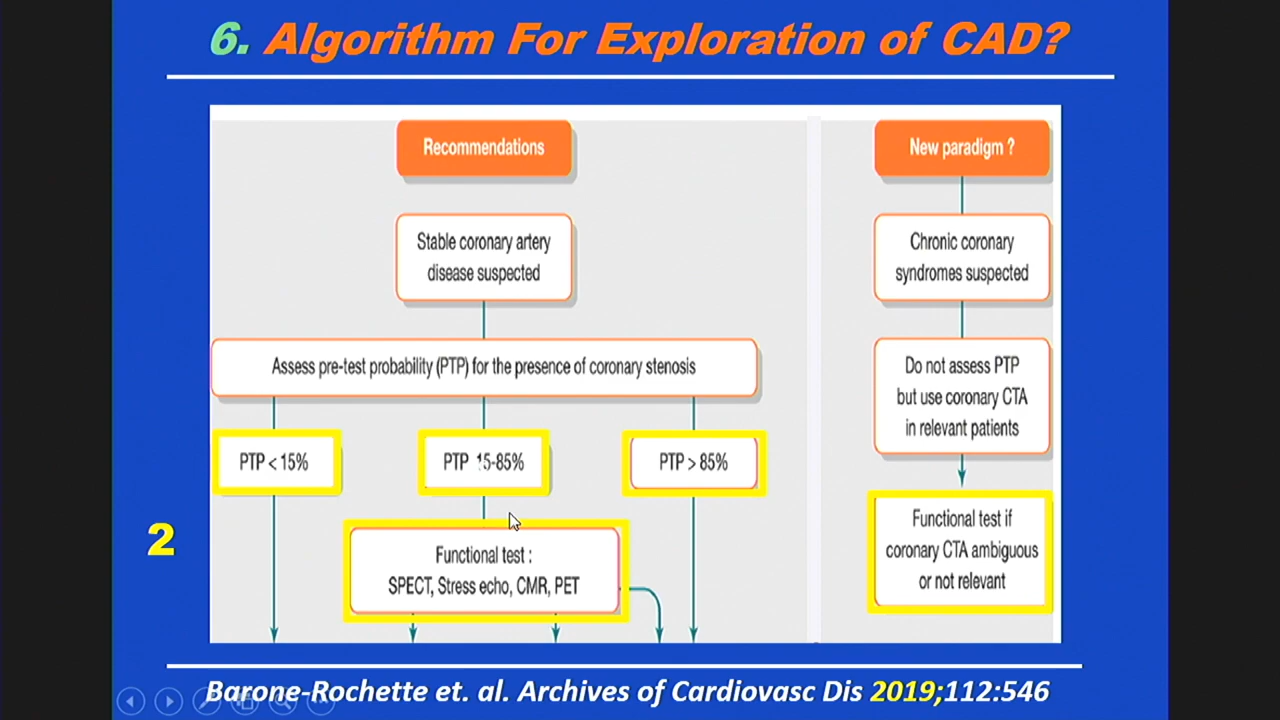 6. Algorithm For Exploration of CAD?
Recommendations
Stable coronary artery
disease suspected
Assess pre-test probability (PTP) for the presence of coronary stenosis
PTP < 15%
PTP 15-85%
PTP > 85%
Functional test :
SPECT, Stress echo, CMR, PET
New paradigm ?
Chronic coronary
syndromes suspected
Do not assess PTP
but use coronary CTA
in relevant patients
Functional test if
coronary CTA ambiguous
or not relevant
2
Barone-Rochette et. al. Archives of Cardiovasc Dis 2019;112:546